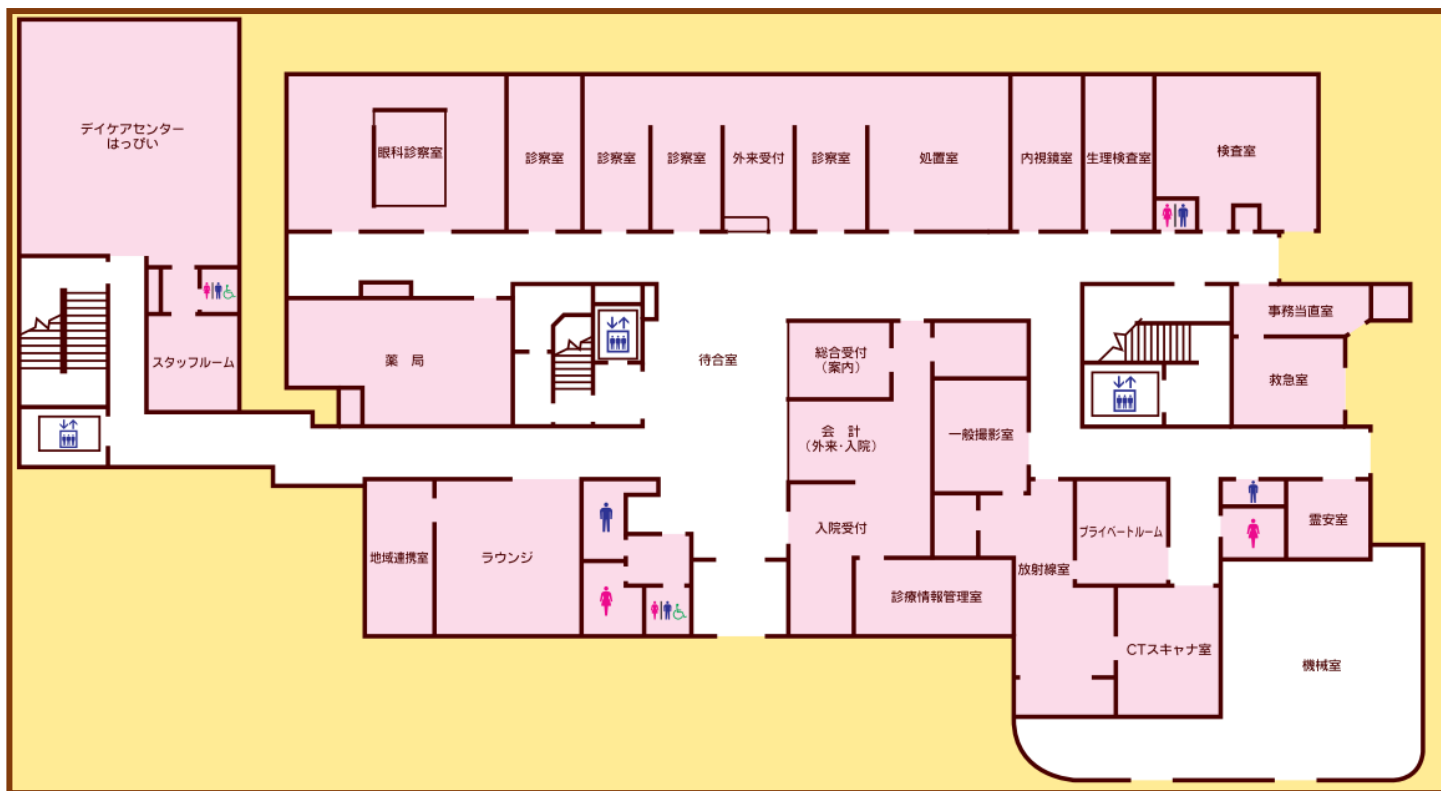 デイケアセンター
はっぴい
眼科診察室
診察室
診察室
診察室
外来受付
診察室
処置室
内視鏡室
生理検査室
検査室
スタッフルーム
薬 局
待合室
総合受付
（案内）
会 計
（外来・入院）
一般撮影室
事務当直室
救急室
地域連携室
ラウンジ
入院受付
診療情報管理室
放射線室
プライベートルーム
霊安室
CTスキャナ室
機械室